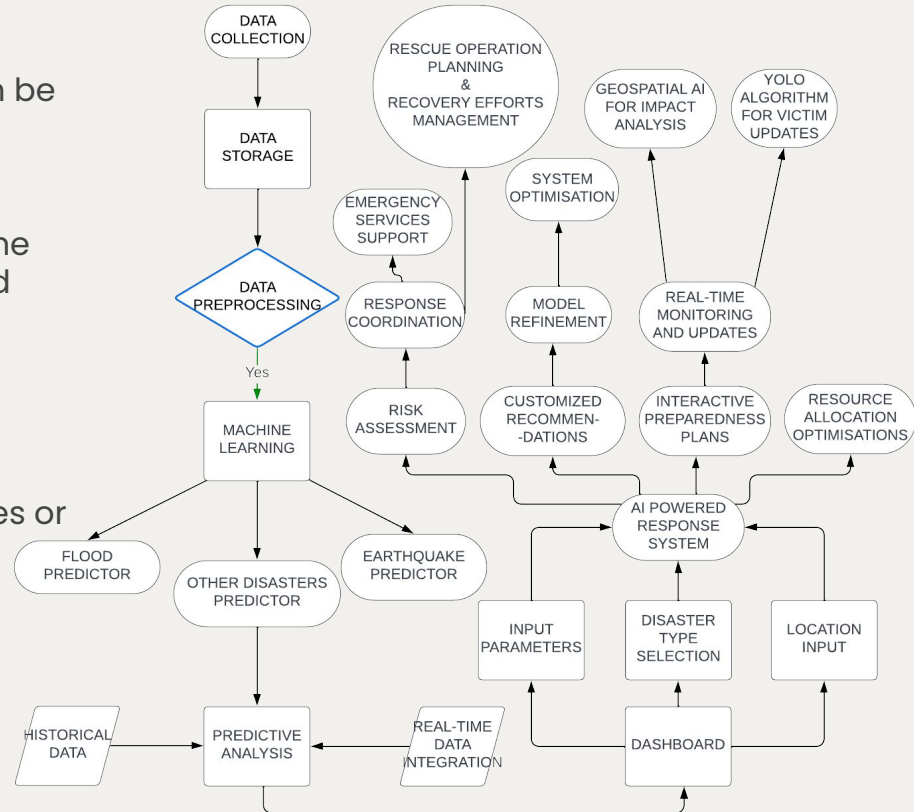 n be
ne
d
es or
DATA
COLLECTION
DATA
STORAGE
DATA
PREPROCESSING
Yes
MACHINE
LEARNING
FLOOD
PREDICTOR
OTHER DISASTERS
PREDICTOR
EARTHQUAKE
PREDICTOR
HISTORICAL
DATA
PREDICTIVE
ANALYSIS
REAL-TIME
DATA
INTEGRATION
RESCUE OPERATION
PLANNING
&
RECOVERY EFFORTS
MANAGEMENT
EMERGENCY
SERVICES
SUPPORT
RESPONSE
COORDINATION
RISK
ASSESSMENT
SYSTEM
OPTIMISATION
MODEL
REFINEMENT
CUSTOMIZED
RECOMMEN-
-DATIONS
GEOSPATIAL AI
FOR IMPACT
ANALYSIS
YOLO
ALGORITHM
FOR VICTIM
UPDATES
REAL-TIME
MONITORING
AND UPDATES
INTERACTIVE
PREPAREDNESS
PLANS
RESOURCE
ALLOCATION
OPTIMISATIONS
AI POWERED
RESPONSE
SYSTEM
INPUT
PARAMETERS
DISASTER
TYPE
SELECTION
LOCATION
INPUT
DASHBOARD